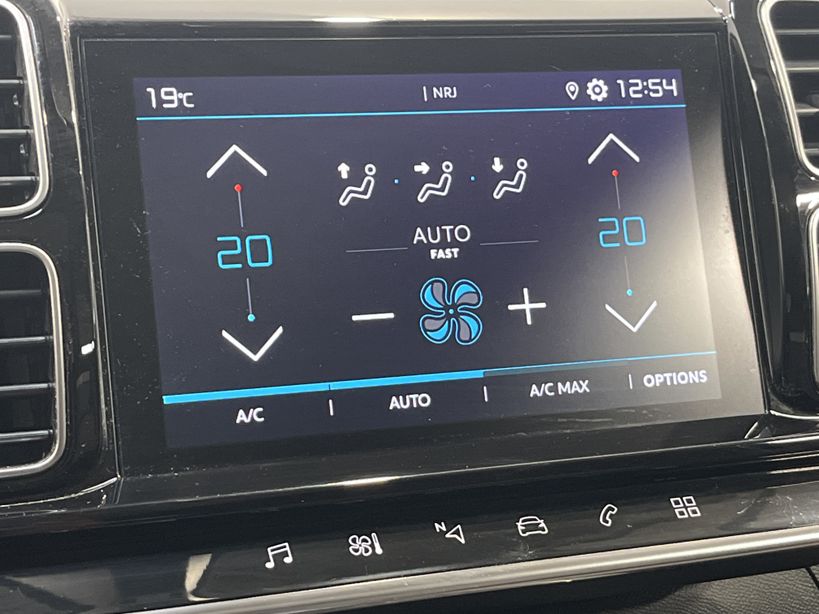 19°C
| NRJ
12:54
20
AUTO
FAST
20
A/C | AUTO | A/C MAX | OPTIONS
N